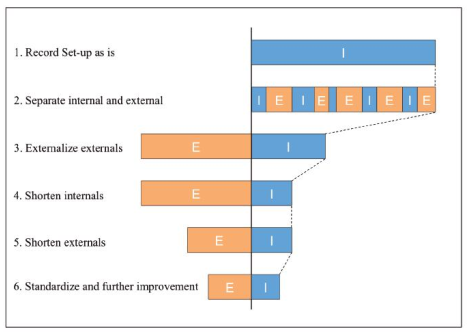 1. Record Set-up as is
I
2. Separate internal and external
I E I E E I E I E
3. Externalize externals
E I
4. Shorten internals
E I
5. Shorten externals
E I
6. Standardize and further improvement
E I